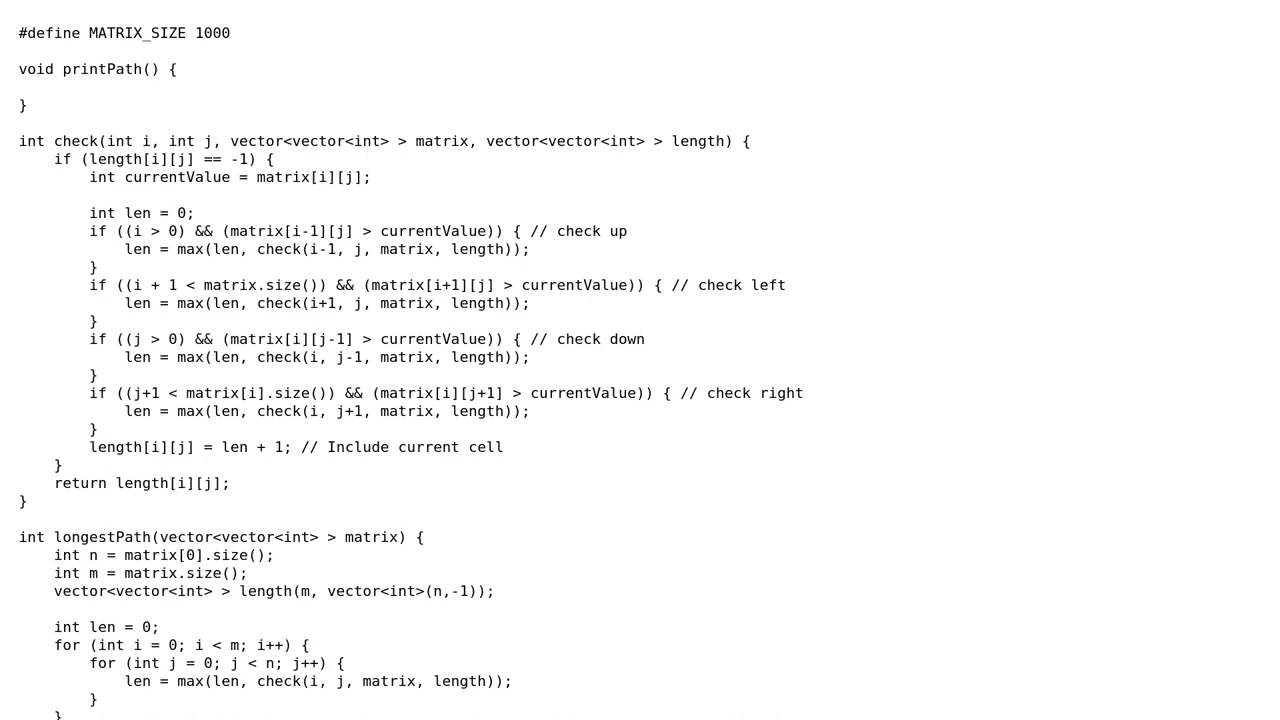 #define MATRIX_SIZE 1000
void printPath() {
}
int check(int i, int j, vector<vector<int> > matrix, vector<vector<int> > length) {
    if (length[i][j] == -1) {
        int currentValue = matrix[i][j];
        int len = 0;
        if ((i > 0) && (matrix[i-1][j] > currentValue)) { // check up
            len = max(len, check(i-1, j, matrix, length));
        }
        if ((i + 1 < matrix.size()) && (matrix[i+1][j] > currentValue)) { // check left
            len = max(len, check(i+1, j, matrix, length));
        }
        if ((j > 0) && (matrix[i][j-1] > currentValue)) { // check down
            len = max(len, check(i, j-1, matrix, length));
        }
        if ((j+1 < matrix[i].size()) && (matrix[i][j+1] > currentValue)) { // check right
            len = max(len, check(i, j+1, matrix, length));
        }
        length[i][j] = len + 1; // Include current cell
    }
    return length[i][j];
}
int longestPath(vector<vector<int> > matrix) {
    int n = matrix[0].size();
    int m = matrix.size();
    vector<vector<int> > length(m, vector<int>(n,-1));
    int len = 0;
    for (int i = 0; i < m; i++) {
        for (int j = 0; j < n; j++) {
            len = max(len, check(i, j, matrix, length));
        }
    }